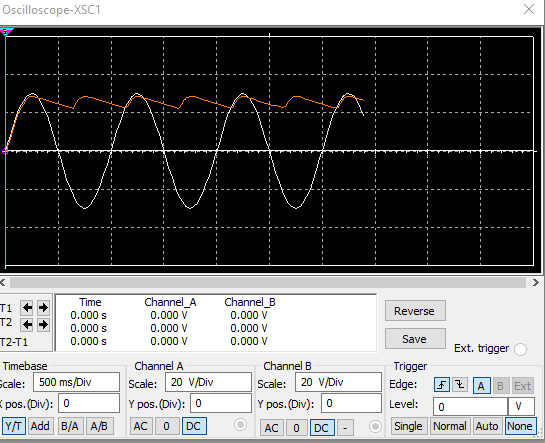 Oscilloscope-XSC1
Time Channel_A Channel_B
T1 0.000 s 0.000 V 0.000 V
T2 0.000 s 0.000 V 0.000 V
T2-T1 0.000 s 0.000 V 0.000 V
Reverse
Save
Ext. trigger
Timebase
Scale: 500 ms/Div
X pos.(Div): 0
Y/T Add B/A A/B
Channel A
Scale: 20 V/Div
Y pos.(Div): 0
AC 0 DC
Channel B
Scale: 20 V/Div
Y pos.(Div): 0
AC 0 DC -
Trigger
Edge: A B Ext
Level: 0 V
Single Normal Auto None